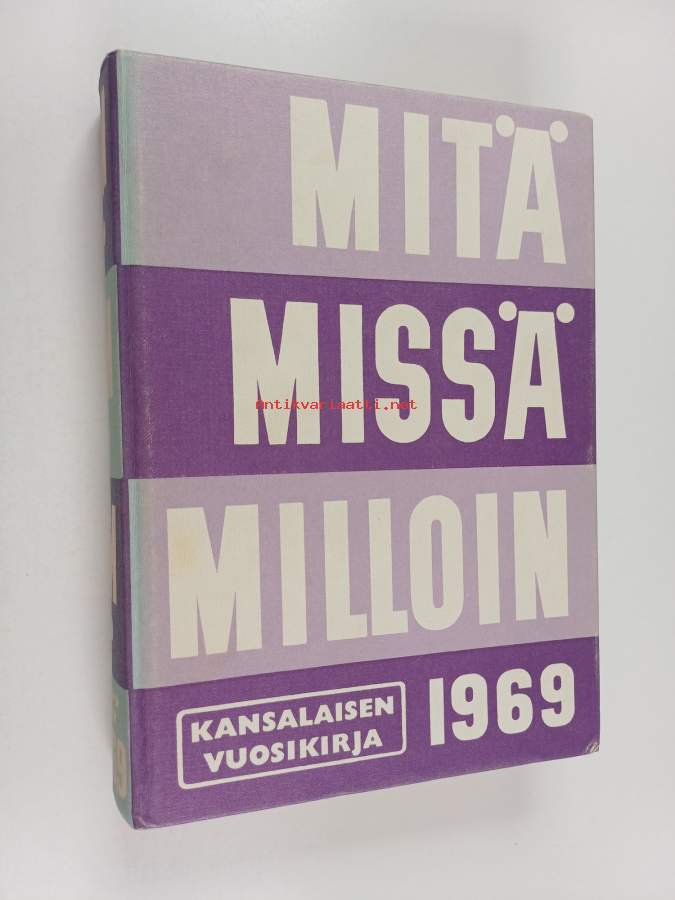 MITÄ
MISSÄ
antikvariaatti.net
MILLOIN
KANSALAISEN
VUOSIKIRJA
1969